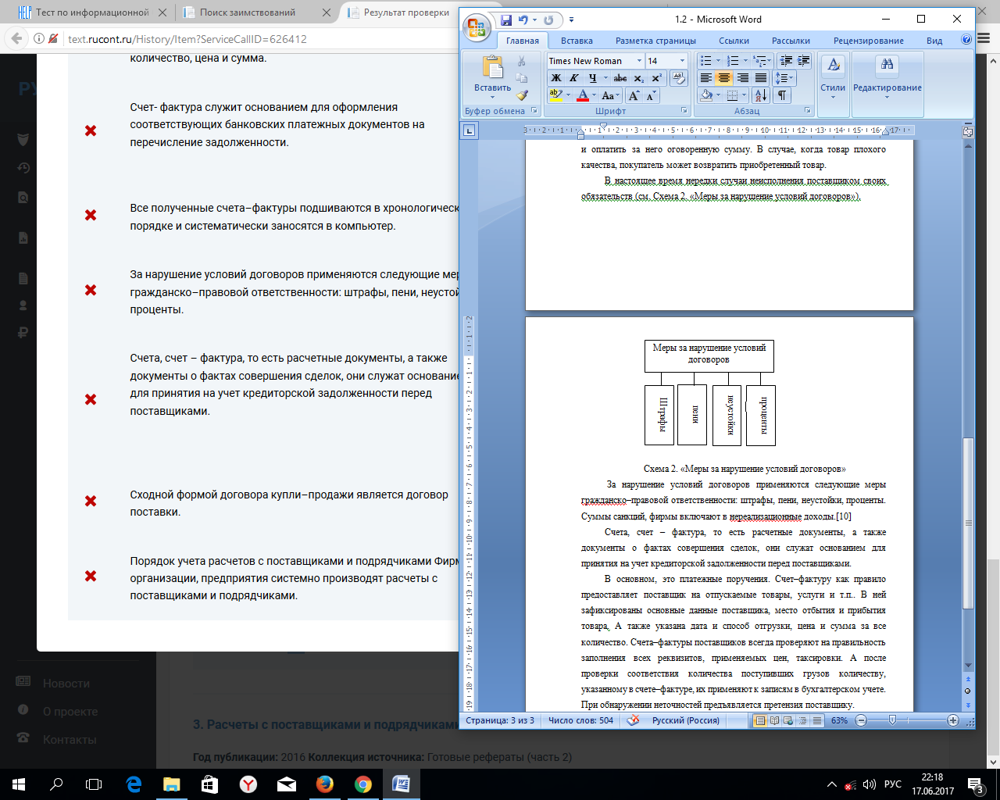 Тест по информационной
Поиск заимствований
Результат проверки
text.rucont.ru/History/Item?ServiceCallID=626412
количество, цена и сумма.
Счет- фактура служит основанием для оформления
соответствующих банковских платежных документов на
перечисление задолженности.
Все полученные счета–фактуры подшиваются в хронологическ
порядке и систематически заносятся в компьютер.
За нарушение условий договоров применяются следующие мер
гражданско–правовой ответственности: штрафы, пени, неустой
проценты.
Счета, счет – фактура, то есть расчетные документы, а также
документы о фактах совершения сделок, они служат основание
для принятия на учет кредиторской задолженности перед
поставщиками.
Сходной формой договора купли–продажи является договор
поставки.
Порядок учета расчетов с поставщиками и подрядчиками Фирм
организации, предприятия системно производят расчеты с
поставщиками и подрядчиками.
Новости
О проекте
Контакты
3. Расчеты с поставщиками и подрядчиками
Год публикации: 2016 Коллекция источника: Готовые рефераты (часть 2)
1.2 - Microsoft Word
Главная Вставка Разметка страницы Ссылки Рассылки Рецензирование Вид
Times New Roman 14
Вставить
Ж К Ч abc x₂ x² Aa
Стили
Редактирование
Буфер обмена Шрифт Абзац
и оплатить за него оговоренную сумму. В случае, когда товар плохого
качества, покупатель может возвратить приобретенный товар.
В настоящее время нередки случаи неисполнения поставщиком своих
обязательств (см. Схема 2. «Меры за нарушение условий договоров»).
Меры за нарушение условий
договоров
Штрафы
пени
неустойки
проценты
Схема 2. «Меры за нарушение условий договоров»
За нарушение условий договоров применяются следующие меры
гражданско–правовой ответственности: штрафы, пени, неустойки, проценты.
Суммы санкций, фирмы включают в нереализационные доходы.[10]
Счета, счет – фактура, то есть расчетные документы, а также
документы о фактах совершения сделок, они служат основанием для
принятия на учет кредиторской задолженности перед поставщиками.
В основном, это платежные поручения. Счет–фактуру как правило
предоставляет поставщик на отпускаемые товары, услуги и т.п.. В ней
зафиксированы основные данные поставщика, место отбытия и прибытия
товара, А также указана дата и способ отгрузки, цена и сумма за все
количество. Счета–фактуры поставщиков всегда проверяют на правильность
заполнения всех реквизитов, применяемых цен, таксировки. А после
проверки соответствия количества поступивших грузов количеству,
указанному в счете–фактуре, их применяют к записям в бухгалтерском учете.
При обнаружении неточностей предъявляется претензия поставщику.
Страница: 3 из 3 Число слов: 504 Русский (Россия) 63%
РУС
22:18
17.06.2017
3